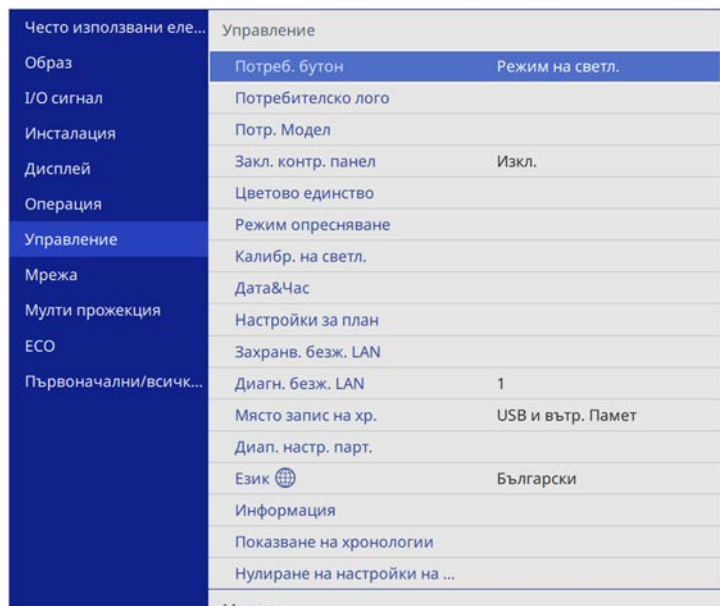 Често използвани еле...
Образ
I/O сигнал
Инсталация
Дисплей
Операция
Управление
Мрежа
Мулти прожекция
ECO
Първоначални/всичк...
Управление
Потреб. бутон Режим на светл.
Потребителско лого
Потр. Модел
Закл. контр. панел Изкл.
Цветово единство
Режим опресняване
Калибр. на светл.
Дата&Час
Настройки за план
Захранв. безж. LAN
Диагн. безж. LAN 1
Място запис на хр. USB и вътр. Памет
Диап. настр. парт.
Език Български
Информация
Показване на хронологии
Нулиране на настройки на ...